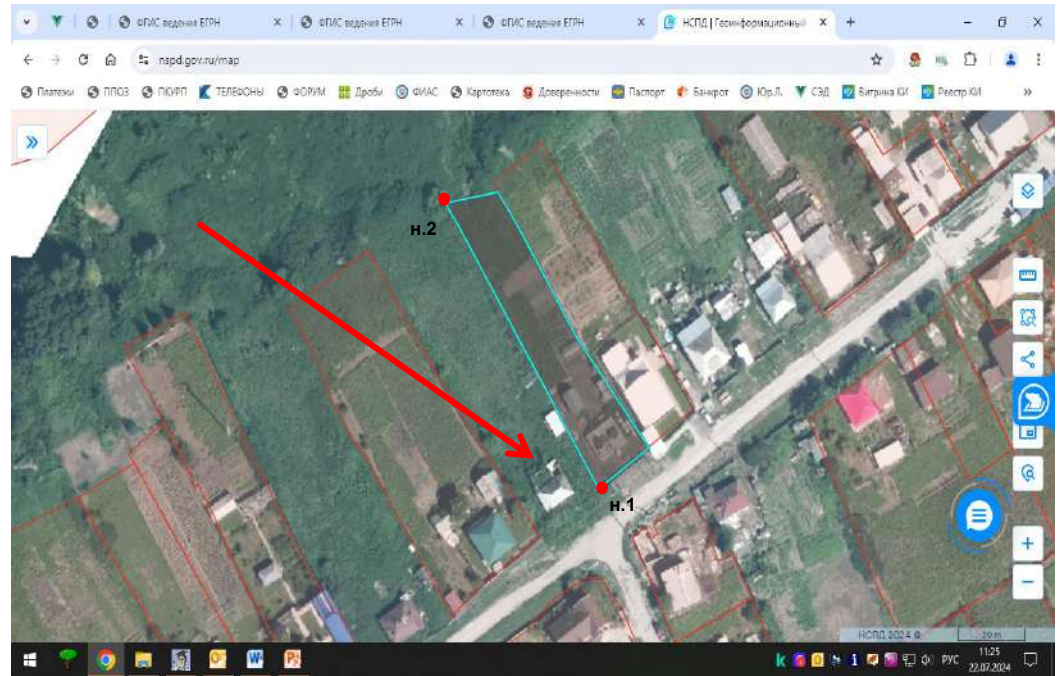 ФГИС ведения ЕГРН
ФГИС ведения ЕГРН
ФГИС ведения ЕГРН
НСПД | Геоинформационный
nspd.gov.ru/map
Платежи
ППОЗ
ПКУРП
ТЕЛЕФОНЫ
ФОРУМ
Дроби
ФИАС
Картотека
Доверенности
Паспорт
Банкрот
Юр.Л.
СЭД
Витрина КИ
Реестр КИ
н.2
н.1
НСПД 2024 ©
20 m
РУС
11:25
22.07.2024